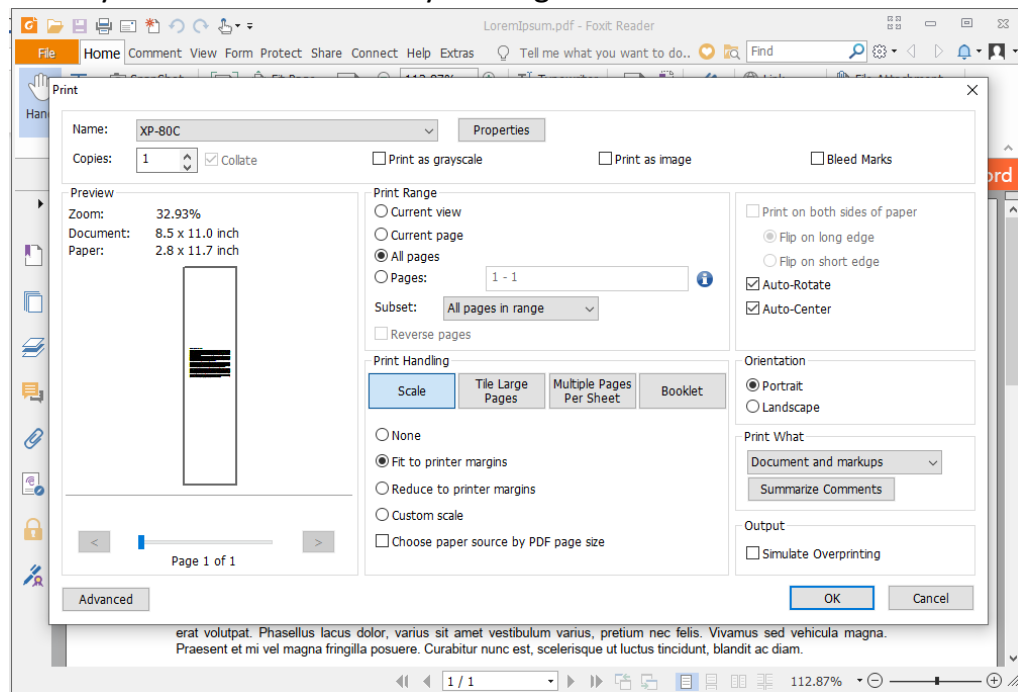 LoremIpsum.pdf - Foxit Reader
File Home Comment View Form Protect Share Connect Help Extras Tell me what you want to do.. Find
Print
Name: XP-80C Properties
Copies: 1 Collate Print as grayscale Print as image Bleed Marks
Preview
Zoom: 32.93%
Document: 8.5 x 11.0 inch
Paper: 2.8 x 11.7 inch
< >
Page 1 of 1
Print Range
Current view
Current page
All pages
Pages: 1 - 1
Subset: All pages in range
Reverse pages
Print Handling
Scale
Tile Large
Pages
Multiple Pages
Per Sheet
Booklet
None
Fit to printer margins
Reduce to printer margins
Custom scale
Choose paper source by PDF page size
Print on both sides of paper
Flip on long edge
Flip on short edge
Auto-Rotate
Auto-Center
Orientation
Portrait
Landscape
Print What
Document and markups
Summarize Comments
Output
Simulate Overprinting
Advanced OK Cancel
erat volutpat. Phasellus lacus dolor, varius sit amet vestibulum varius, pretium nec felis. Vivamus sed vehicula magna.
Praesent et mi vel magna fringilla posuere. Curabitur nunc est, scelerisque ut luctus tincidunt, blandit ac diam.
1 / 1 112.87%